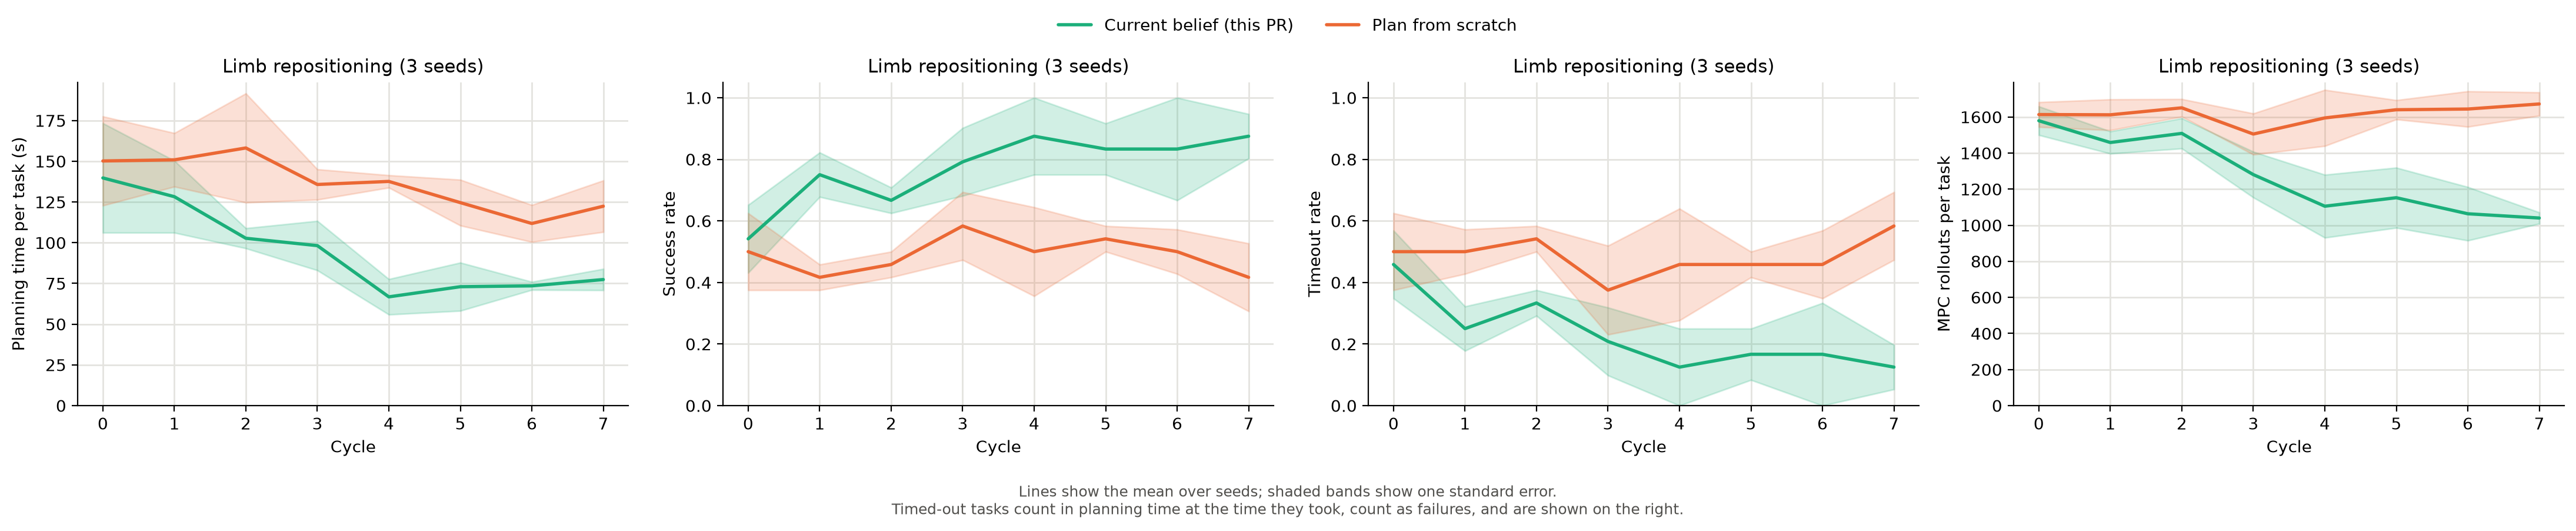 Current belief (this PR)
Plan from scratch
Limb repositioning (3 seeds)
Planning time per task (s)
175
150
125
100
75
50
25
0
0 1 2 3 4 5 6 7
Cycle
Limb repositioning (3 seeds)
Success rate
1.0
0.8
0.6
0.4
0.2
0.0
0 1 2 3 4 5 6 7
Cycle
Limb repositioning (3 seeds)
Timeout rate
1.0
0.8
0.6
0.4
0.2
0.0
0 1 2 3 4 5 6 7
Cycle
Limb repositioning (3 seeds)
MPC rollouts per task
1600
1400
1200
1000
800
600
400
200
0
0 1 2 3 4 5 6 7
Cycle
Lines show the mean over seeds; shaded bands show one standard error.
Timed-out tasks count in planning time at the time they took, count as failures, and are shown on the right.